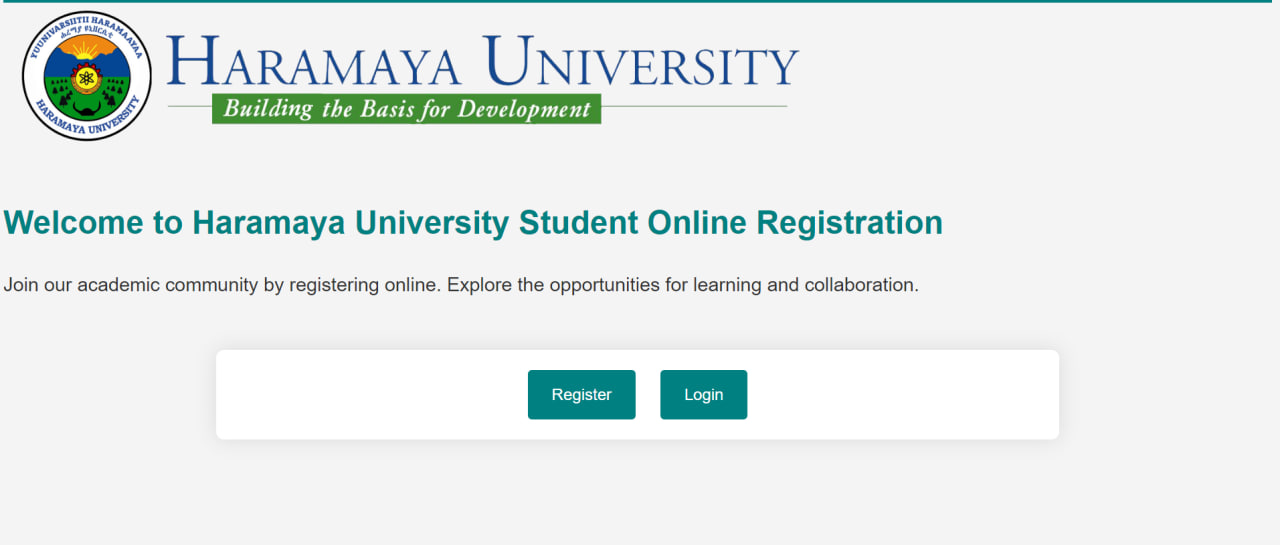 YUUNIVARSIITII HARAMAAYAA
ሐረማያ ዩኒቨርሲቲ
HARAMAYA UNIVERSITY
HARAMAYA UNIVERSITY
Building the Basis for Development
Welcome to Haramaya University Student Online Registration
Join our academic community by registering online. Explore the opportunities for learning and collaboration.
Register Login